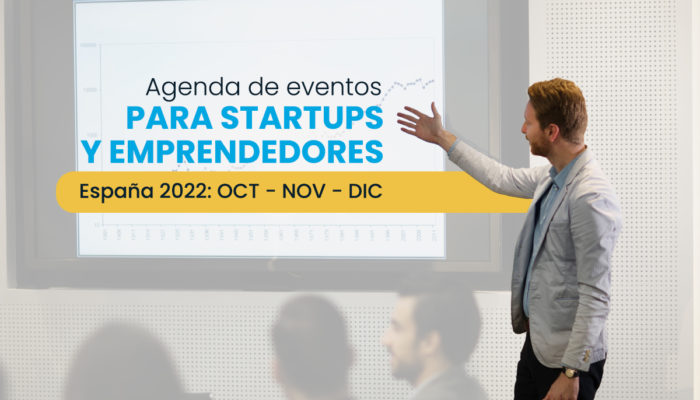 Agenda de eventos
PARA STARTUPS
Y EMPRENDEDORES
España 2022: OCT - NOV - DIC